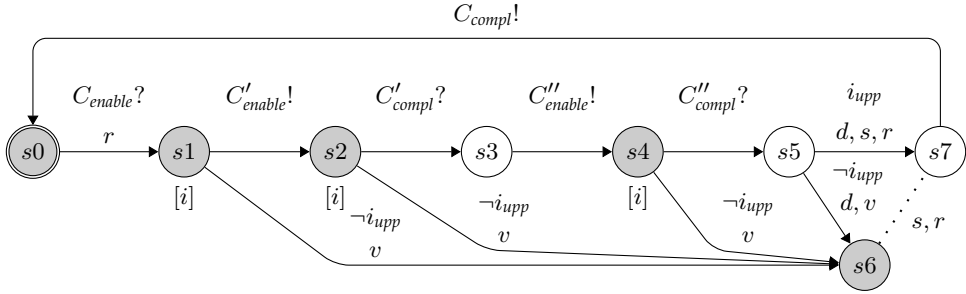 C_compl!
C_enable? C′_enable! C′_compl? C″_enable! C″_compl? i_upp
r d, s, r
s0 s1 s2 s3 s4 s5 s7
[i] [i] [i]
¬i_upp ¬i_upp ¬i_upp ¬i_upp
v v v d, v
s, r
s6